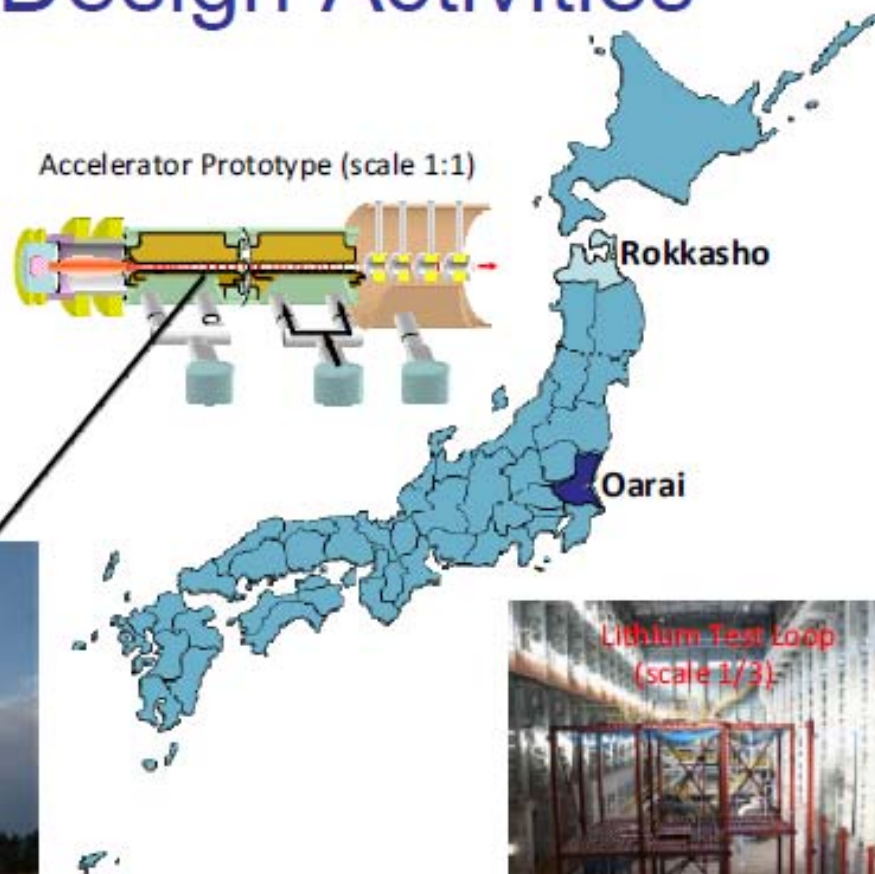 Design Activities
Accelerator Prototype (scale 1:1)
Rokkasho
Oarai
Lithium Test Loop
(scale 1/3)